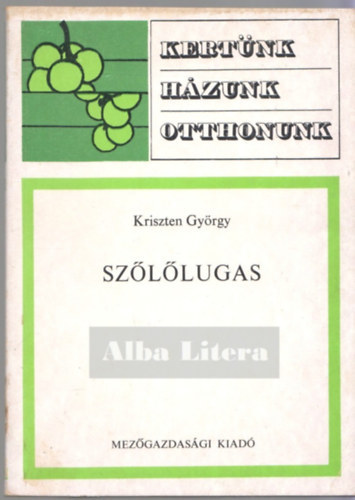 KERTÜNK
HÁZUNK
OTTHONUNK
Kriszten György
SZŐLŐLUGAS
Alba Litera
MEZŐGAZDASÁGI KIADÓ